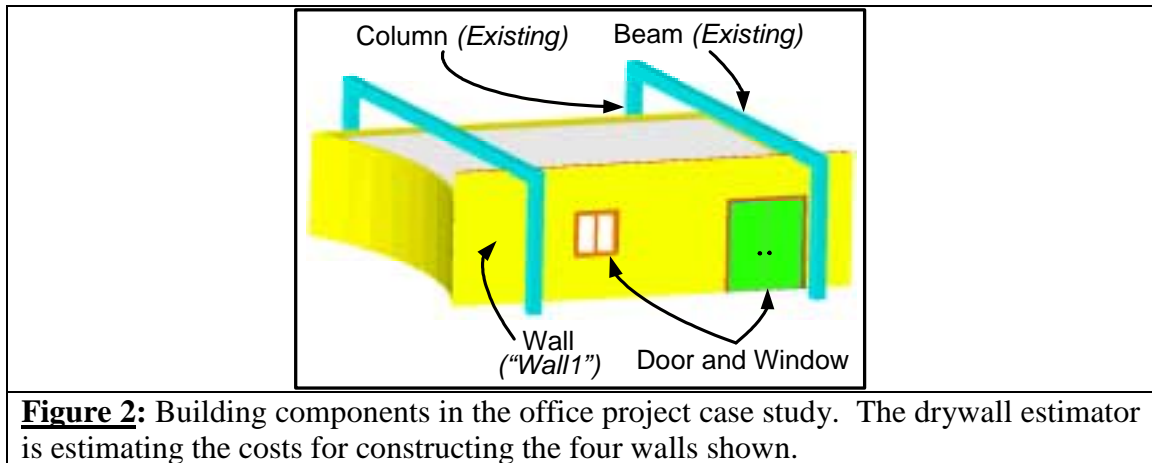 Column (Existing)
Beam (Existing)
Wall
("Wall1")
Door and Window
Figure 2: Building components in the office project case study. The drywall estimator
is estimating the costs for constructing the four walls shown.